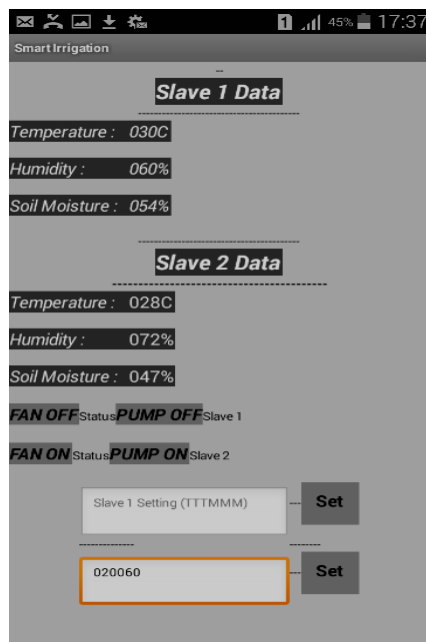 1 45% 17:37
Smart Irrigation
--
Slave 1 Data
Temperature : 030C
Humidity : 060%
Soil Moisture : 054%
Slave 2 Data
Temperature : 028C
Humidity : 072%
Soil Moisture : 047%
FAN OFF Status PUMP OFF Slave 1
FAN ON Status PUMP ON Slave 2
Slave 1 Setting (TTTMMM) --- Set
020060 --- Set